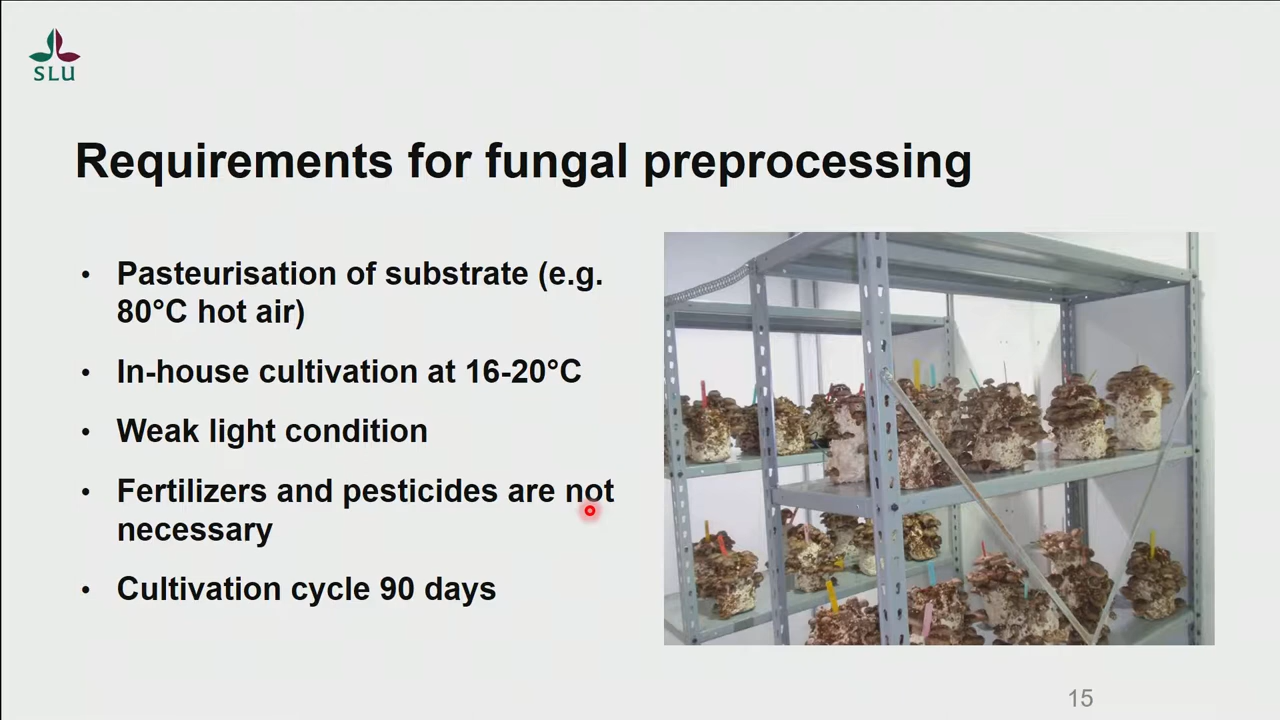 SLU
Requirements for fungal preprocessing
• Pasteurisation of substrate (e.g.
80°C hot air)
• In-house cultivation at 16-20°C
• Weak light condition
• Fertilizers and pesticides are not
necessary
• Cultivation cycle 90 days
15